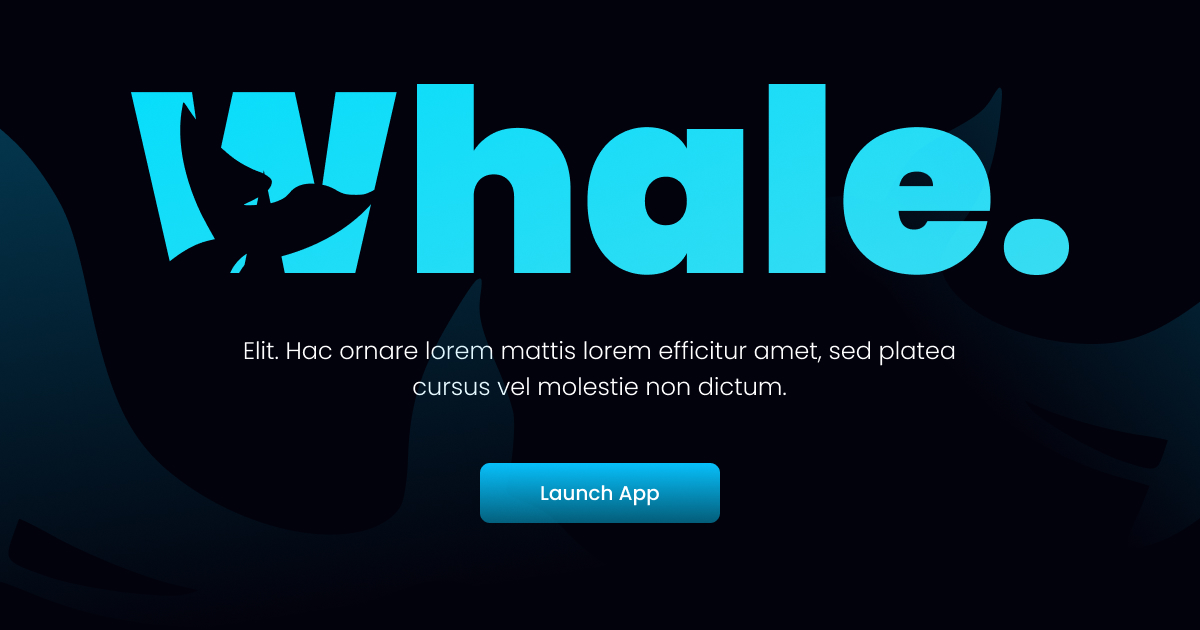 Whale.
Elit. Hac ornare lorem mattis lorem efficitur amet, sed platea
cursus vel molestie non dictum.
Launch App